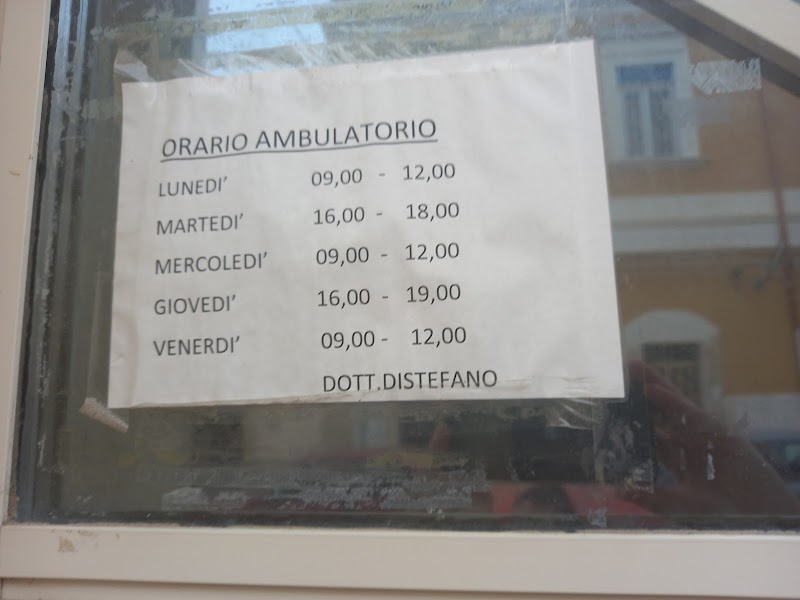 ORARIO AMBULATORIO
LUNEDI’ 09,00 - 12,00
MARTEDI’ 16,00 - 18,00
MERCOLEDI’ 09,00 - 12,00
GIOVEDI’ 16,00 - 19,00
VENERDI’ 09,00 - 12,00
DOTT.DISTEFANO